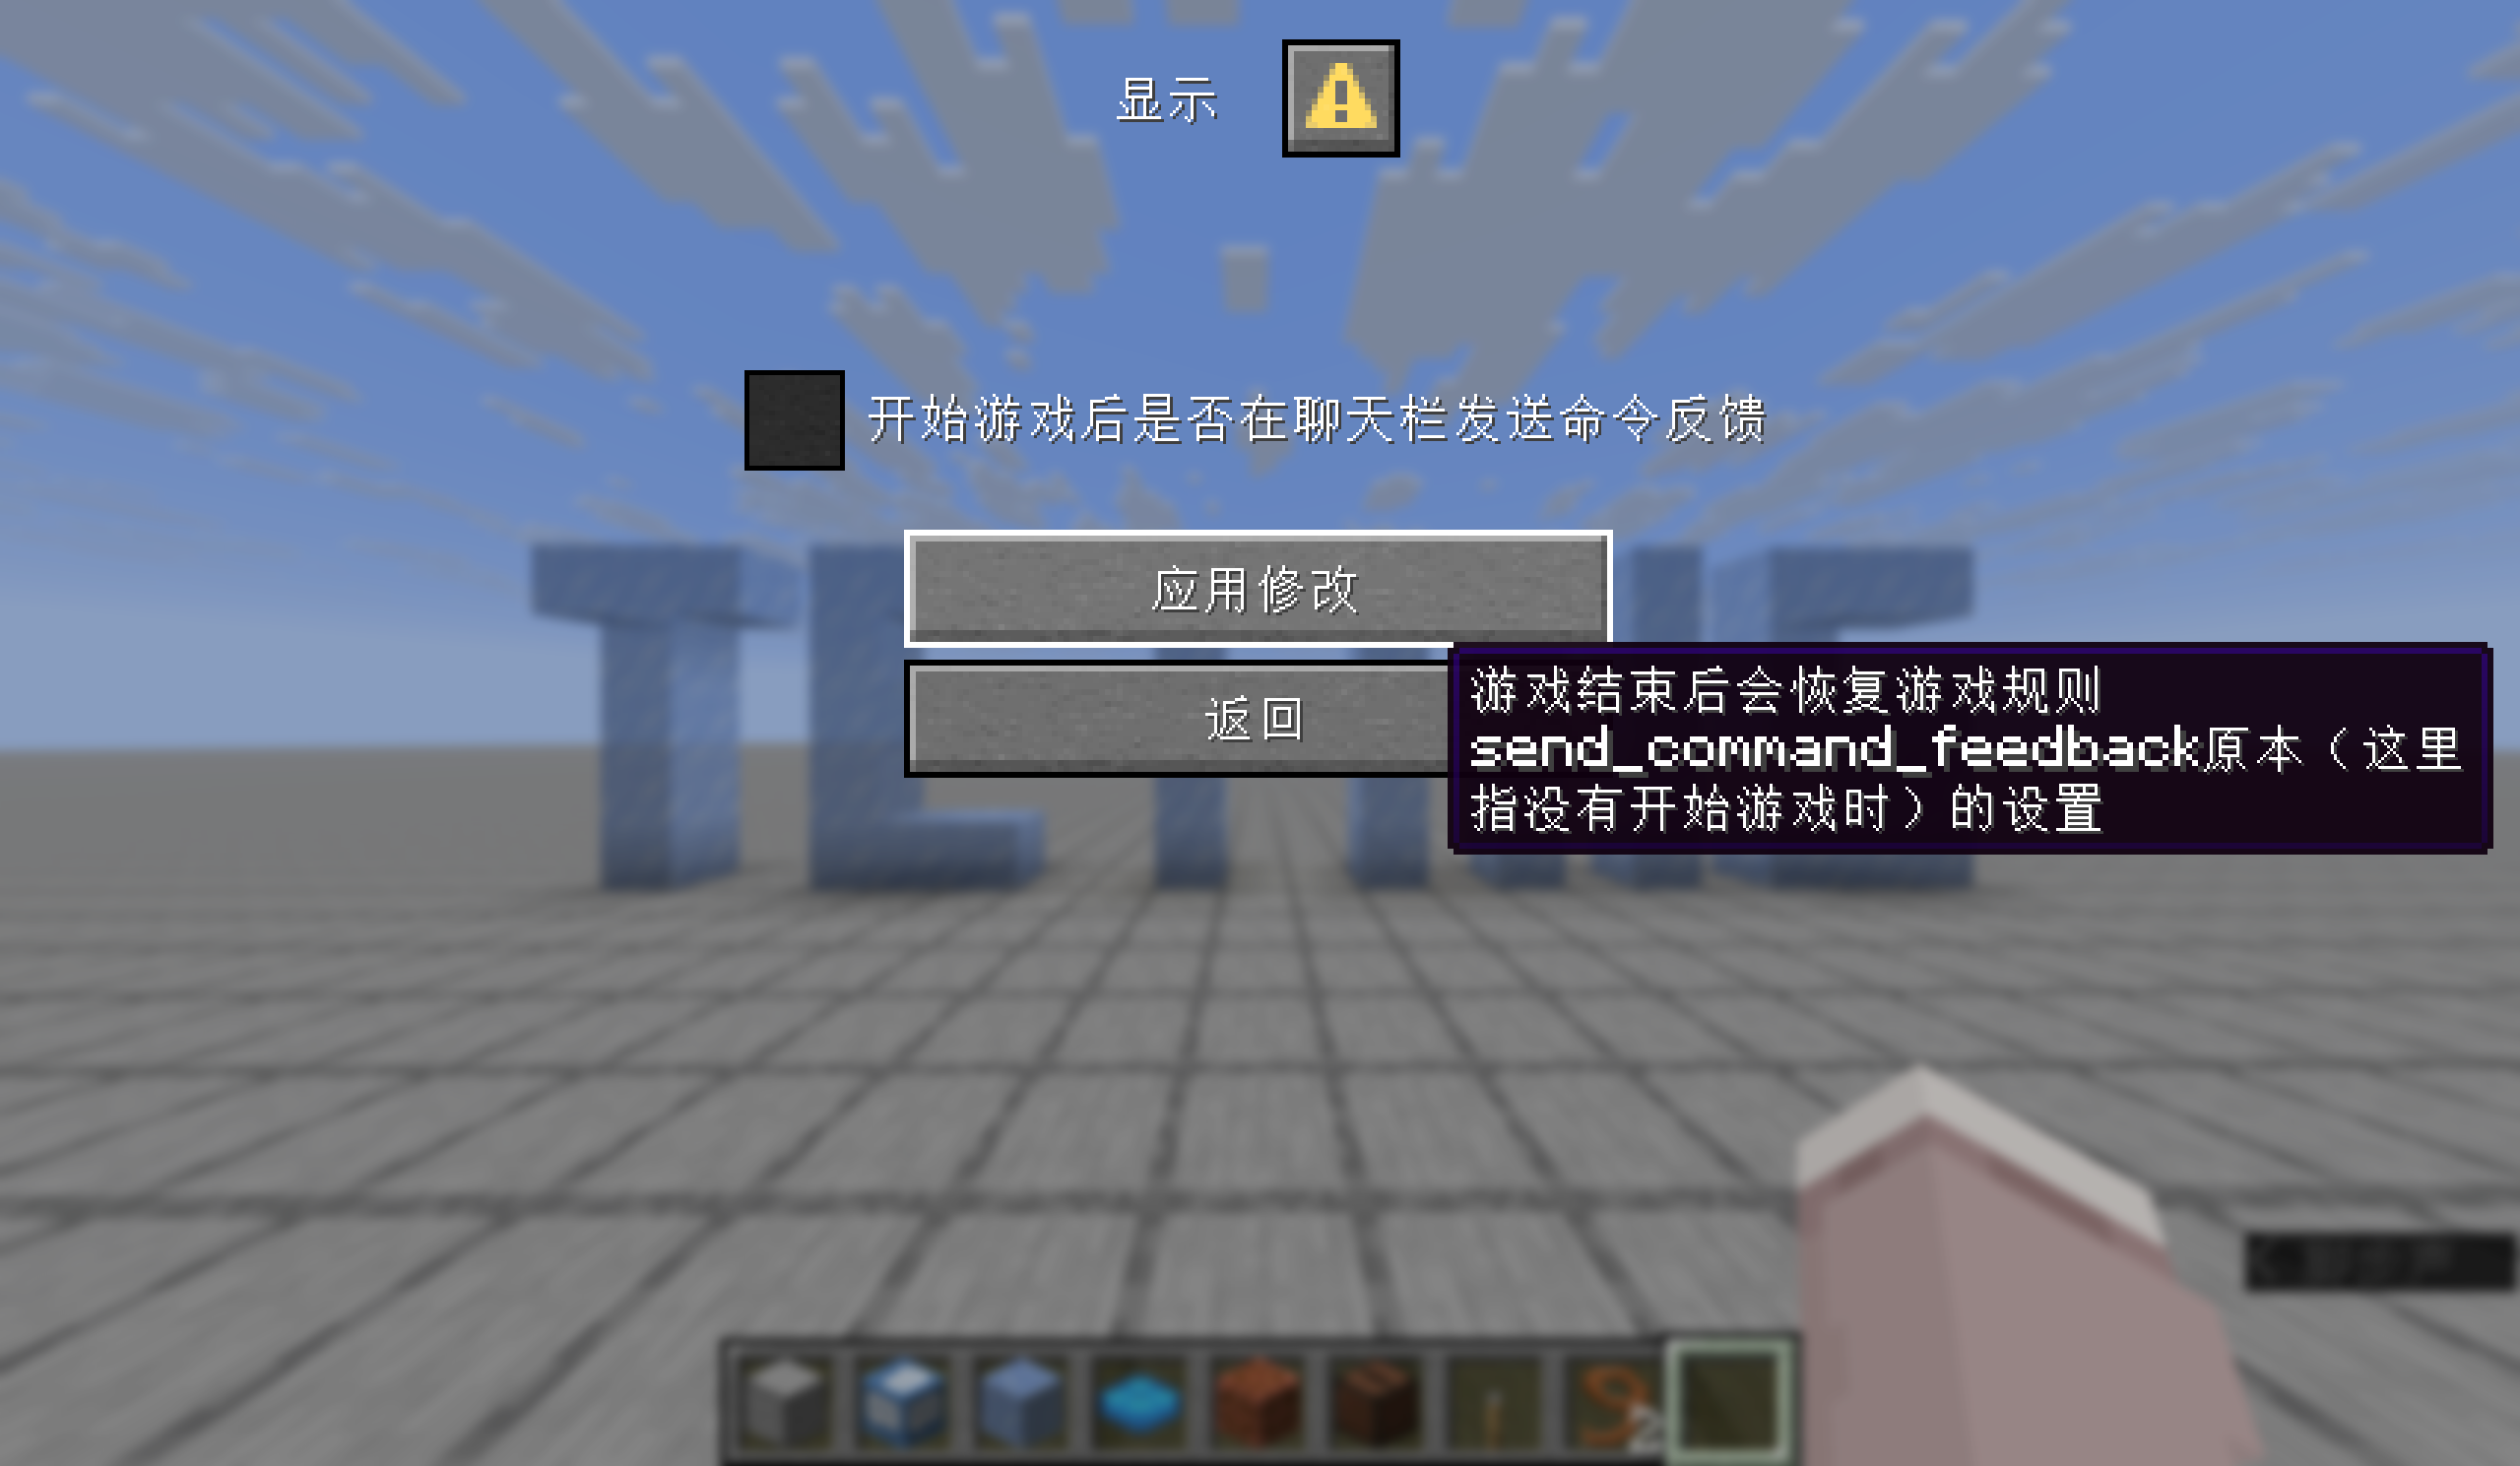 显示
开始游戏后是否在聊天栏发送命令反馈
应用修改
返回
游戏结束后会恢复游戏规则
send_command_feedback原本（这里
指没有开始游戏时）的设置
2